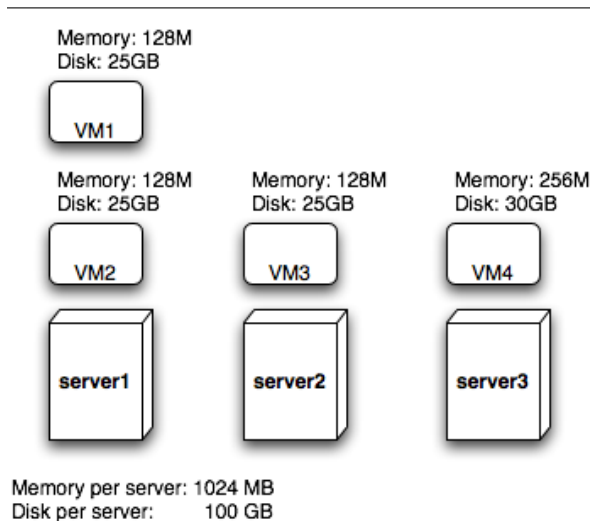 Memory: 128M
Disk: 25GB
VM1
Memory: 128M Memory: 128M Memory: 256M
Disk: 25GB Disk: 25GB Disk: 30GB
VM2 VM3 VM4
server1 server2 server3
Memory per server: 1024 MB
Disk per server: 100 GB